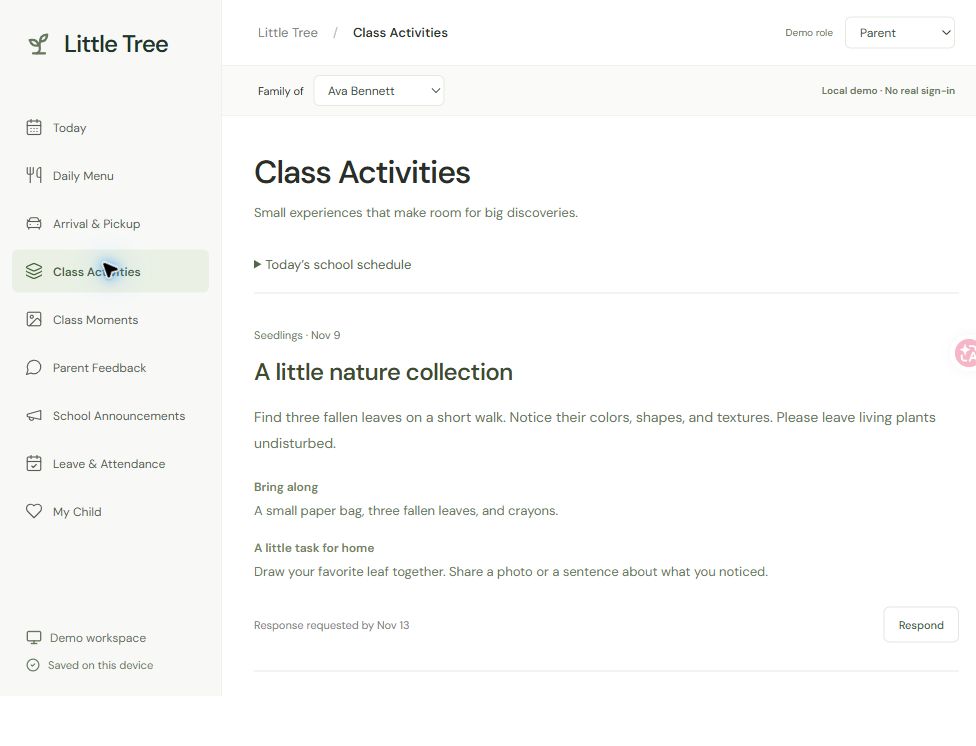 Little Tree
Today
Daily Menu
Arrival & Pickup
Class Activities
Class Moments
Parent Feedback
School Announcements
Leave & Attendance
My Child
Demo workspace
Saved on this device
Little Tree / Class Activities
Demo role Parent
Family of Ava Bennett
Local demo · No real sign-in
Class Activities
Small experiences that make room for big discoveries.
Today’s school schedule
Seedlings · Nov 9
A little nature collection
Find three fallen leaves on a short walk. Notice their colors, shapes, and textures. Please leave living plants
undisturbed.
Bring along
A small paper bag, three fallen leaves, and crayons.
A little task for home
Draw your favorite leaf together. Share a photo or a sentence about what you noticed.
Response requested by Nov 13
Respond